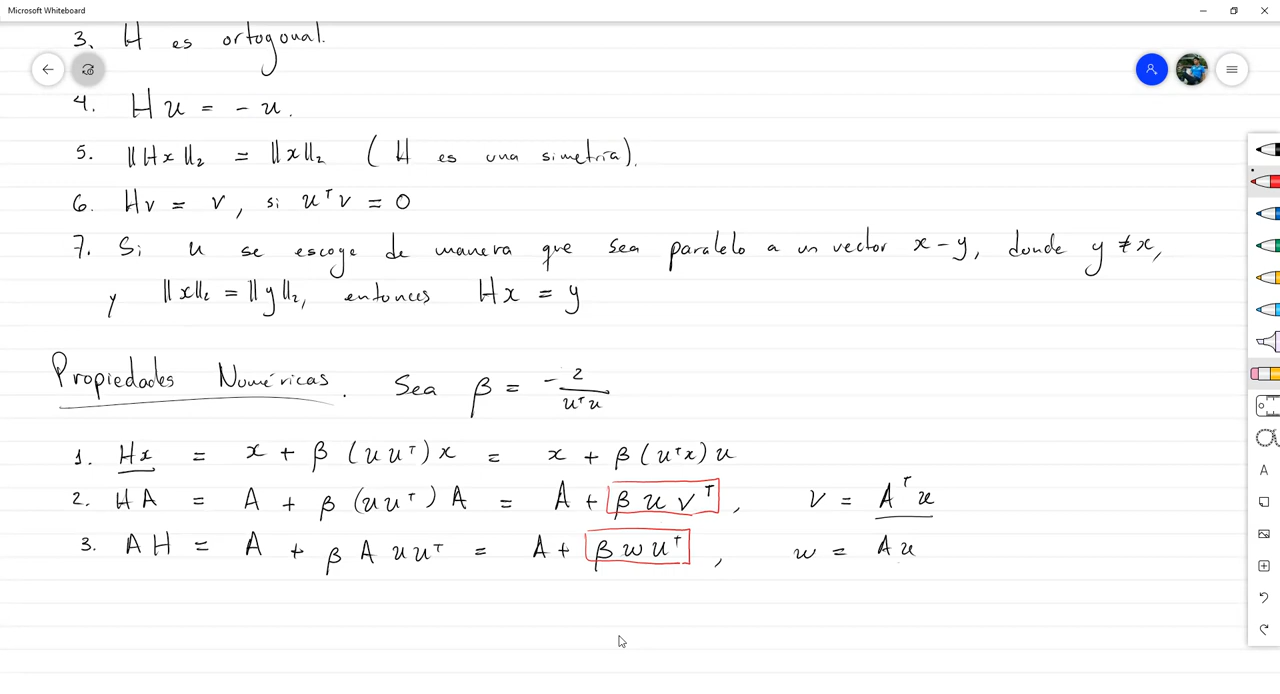 Microsoft Whiteboard
3. H es ortogonal.
4. Hu = -u.
5. ||Hx||₂ = ||x||₂ (H es una simetría).
6. Hv = v, si uᵀv = 0
7. Si u se escoge de manera que sea paralelo a un vector x-y, donde y ≠ x,
y ||x||₂ = ||y||₂, entonces Hx = y
Propiedades Numéricas. Sea β = -2/uᵀu
1. Hx = x + β(uuᵀ)x = x + β(uᵀx)u
2. HA = A + β(uuᵀ)A = A + βuvᵀ, v = Aᵀu
3. AH = A + βAuuᵀ = A + βwuᵀ, w = Au
A